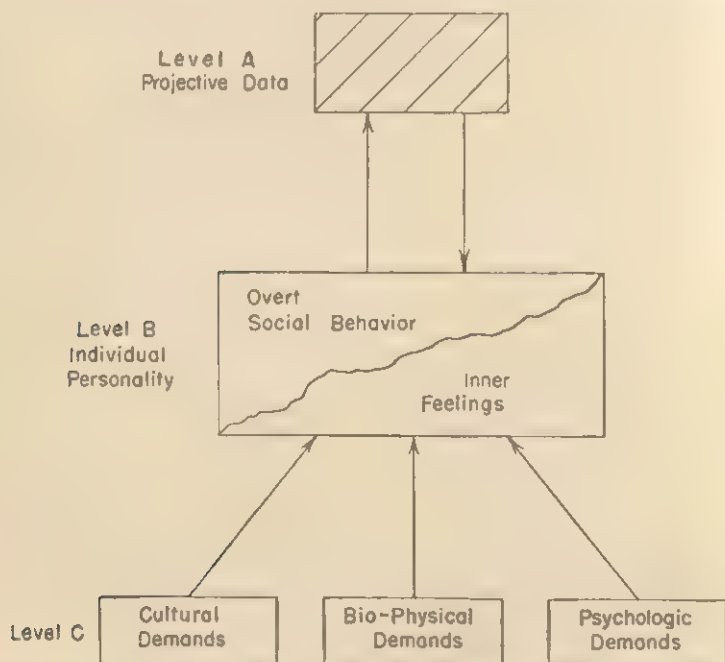 Level A
Projective Data
Level B
Individual
Personality
Overt
Social Behavior
Inner
Feelings
Level C
Cultural
Demands
Bio-Physical
Demands
Psychologic
Demands